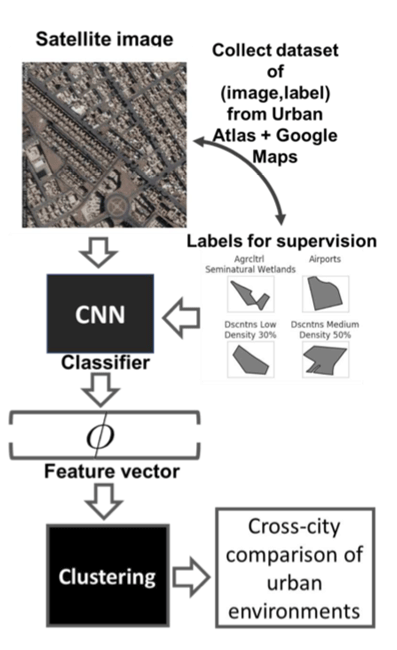 Satellite image
Collect dataset
of
(image,label)
from Urban
Atlas + Google
Maps
Labels for supervision
Agrcltrl
Seminatural Wetlands
Airports
Dscntns Low
Density 30%
Dscntns Medium
Density 50%
CNN
Classifier
ϕ
Feature vector
Clustering
Cross-city
comparison of
urban
environments